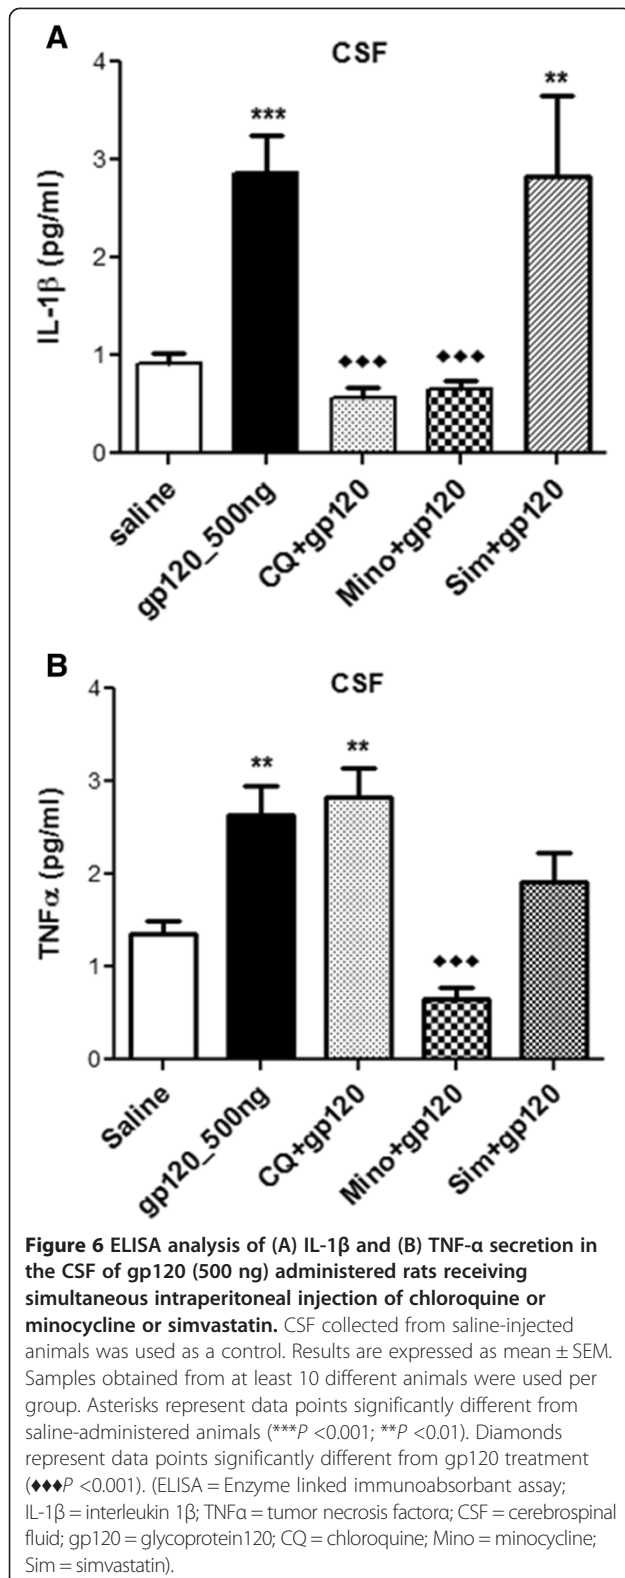 A
CSF
4
3
2
1
0
IL-1β (pg/ml)
***
◆◆◆
◆◆◆
**
saline
gp120_500ng
CQ+gp120
Mino+gp120
Sim+gp120
B
CSF
4
3
2
1
0
TNFα (pg/ml)
**
**
◆◆◆
Saline
gp120_500ng
CQ+gp120
Mino+gp120
Sim+gp120
Figure 6 ELISA analysis of (A) IL-1β and (B) TNF-α secretion in
the CSF of gp120 (500 ng) administered rats receiving
simultaneous intraperitoneal injection of chloroquine or
minocycline or simvastatin. CSF collected from saline-injected
animals was used as a control. Results are expressed as mean ± SEM.
Samples obtained from at least 10 different animals were used per
group. Asterisks represent data points significantly different from
saline-administered animals (***P <0.001; **P <0.01). Diamonds
represent data points significantly different from gp120 treatment
(◆◆◆P <0.001). (ELISA = Enzyme linked immunoabsorbant assay;
IL-1β = interleukin 1β; TNFα = tumor necrosis factorα; CSF = cerebrospinal
fluid; gp120 = glycoprotein120; CQ = chloroquine; Mino = minocycline;
Sim = simvastatin).